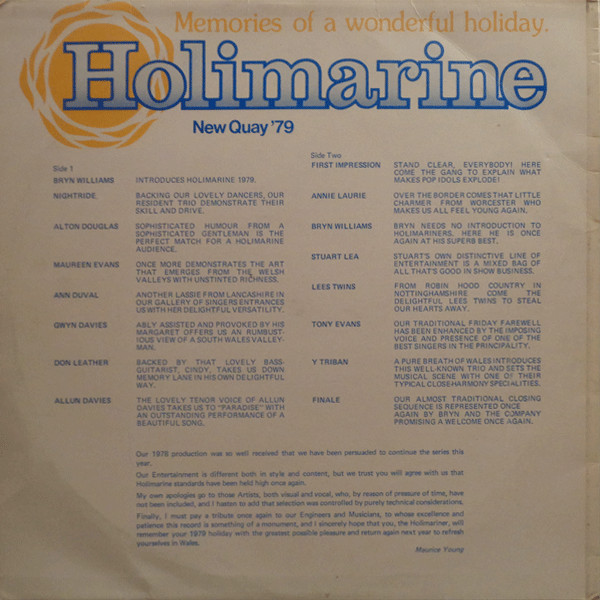 Memories of a wonderful holiday.
Holimarine
New Quay '79
Side 1
BRYN WILLIAMS INTRODUCES HOLIMARINE 1979.
NIGHTRIDE, BACKING OUR LOVELY DANCERS, OUR
RESIDENT TRIO DEMONSTRATE THEIR
SKILL AND DRIVE.
ALTON DOUGLAS SOPHISTICATED HUMOUR FROM A
SOPHISTICATED GENTLEMAN IS THE
PERFECT MATCH FOR A HOLIMARINE
AUDIENCE.
MAUREEN EVANS ONCE MORE DEMONSTRATES THE ART
THAT EMERGES FROM THE WELSH
VALLEYS WITH UNSTINTED RICHNESS.
ANN DUVAL ANOTHER LASSIE FROM LANCASHIRE IN
OUR GALLERY OF SINGERS ENTRANCES
US WITH HER DELIGHTFUL VERSATILITY.
GWYN DAVIES ABLY ASSISTED AND PROVOKED BY HIS
MARGARET OFFERS US AN RUMBUST-
IOUS VIEW OF A SOUTH WALES VALLEY-
MAN.
DON LEATHER BACKED BY THAT LOVELY BASS-
GUITARIST, CINDY, TAKES US DOWN
MEMORY LANE IN HIS OWN DELIGHTFUL
WAY.
ALLUN DAVIES THE LOVELY TENOR VOICE OF ALLUN
DAVIES TAKES US TO "PARADISE" WITH
AN OUTSTANDING PERFORMANCE OF A
BEAUTIFUL SONG.
Side Two
FIRST IMPRESSION STAND CLEAR, EVERYBODY! HERE
COME THE GANG TO EXPLAIN WHAT
MAKES POP IDOLS EXPLODE!
ANNIE LAURIE OVER THE BORDER COMES THAT LITTLE
CHARMER FROM WORCESTER WHO
MAKES US ALL FEEL YOUNG AGAIN.
BRYN WILLIAMS BRYN NEEDS NO INTRODUCTION TO
HOLIMARINERS. HERE HE IS ONCE
AGAIN AT HIS SUPERB BEST.
STUART LEA STUART'S OWN DISTINCTIVE LINE OF
ENTERTAINMENT IS A MIXED BAG OF
ALL THAT'S GOOD IN SHOW BUSINESS.
LEES TWINS FROM ROBIN HOOD COUNTRY IN
NOTTINGHAMSHIRE COME THE
DELIGHTFUL LEES TWINS TO STEAL
OUR HEARTS AWAY.
TONY EVANS OUR TRADITIONAL FRIDAY FAREWELL
HAS BEEN ENHANCED BY THE IMPOSING
VOICE AND PRESENCE OF ONE OF THE
BEST SINGERS IN THE PRINCIPALITY.
Y TRIBAN A PURE BREATH OF WALES INTRODUCES
THIS WELL-KNOWN TRIO AND SETS THE
MUSICAL SCENE WITH ONE OF THEIR
TYPICAL CLOSE-HARMONY SPECIALITIES.
FINALE OUR ALMOST TRADITIONAL CLOSING
SEQUENCE IS REPRESENTED ONCE
AGAIN BY BRYN AND THE COMPANY
PROMISING A WELCOME ONCE AGAIN.
Our 1978 production was so well received that we have been persuaded to continue the series this
year.
Our Entertainment is different both in style and content, but we trust you will agree with us that
Holimarine standards have been held high once again.
My own apologies go to those Artists, both visual and vocal, who, by reason of pressure of time, have
not been included, and I hasten to add that selection was controlled by purely technical considerations.
Finally, I must pay a tribute once again to our Engineers and Musicians, to whose excellence and
patience this record is something of a monument, and I sincerely hope that you, the Holimariner, will
remember your 1979 holiday with the greatest possible pleasure and return again next year to refresh
yourselves in Wales.
Maurice Young